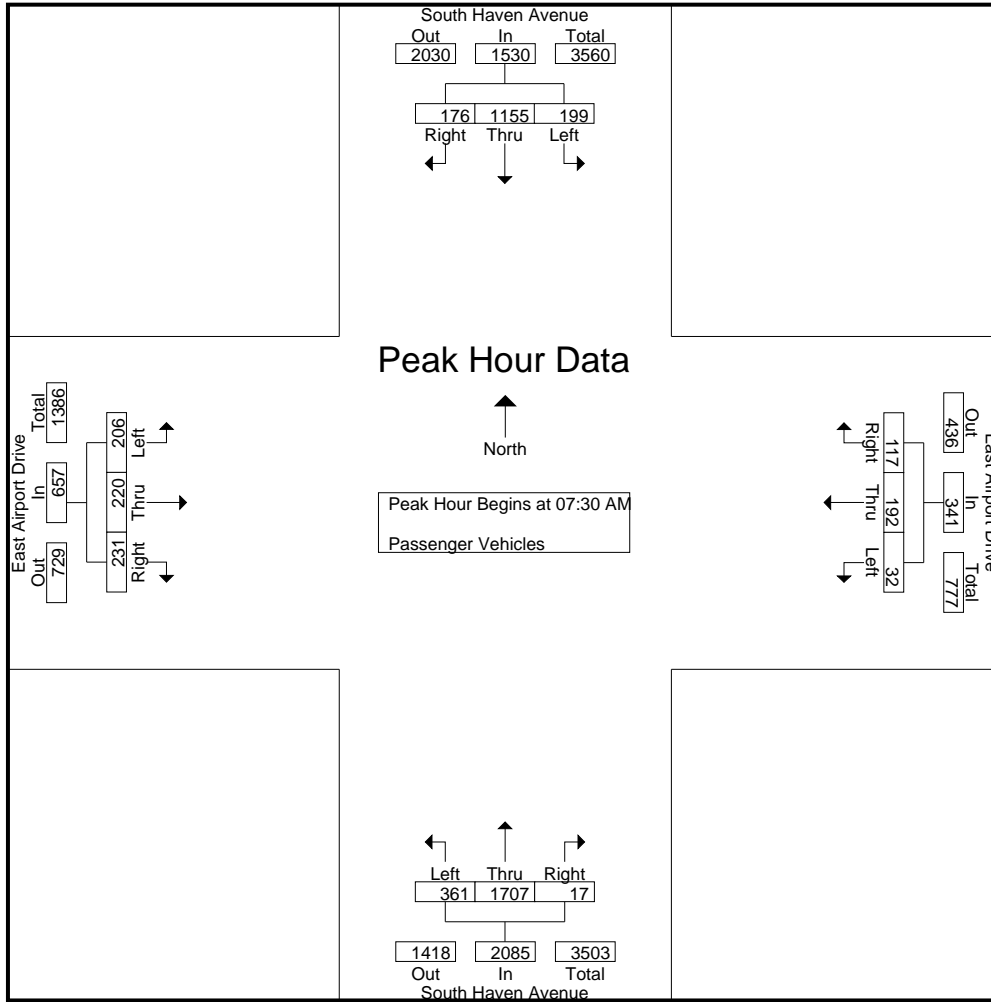 South Haven Avenue
Out In Total
2030 1530 3560
176 1155 199
Right Thru Left
Peak Hour Data
North
Peak Hour Begins at 07:30 AM
Passenger Vehicles
East Airport Drive
Out In Total
729 657 1386
Left Thru Right
206 220 231
East Airport Drive
Out In Total
436 341 777
117 192 32
Right Thru Left
Left Thru Right
361 1707 17
1418 2085 3503
Out In Total
South Haven Avenue